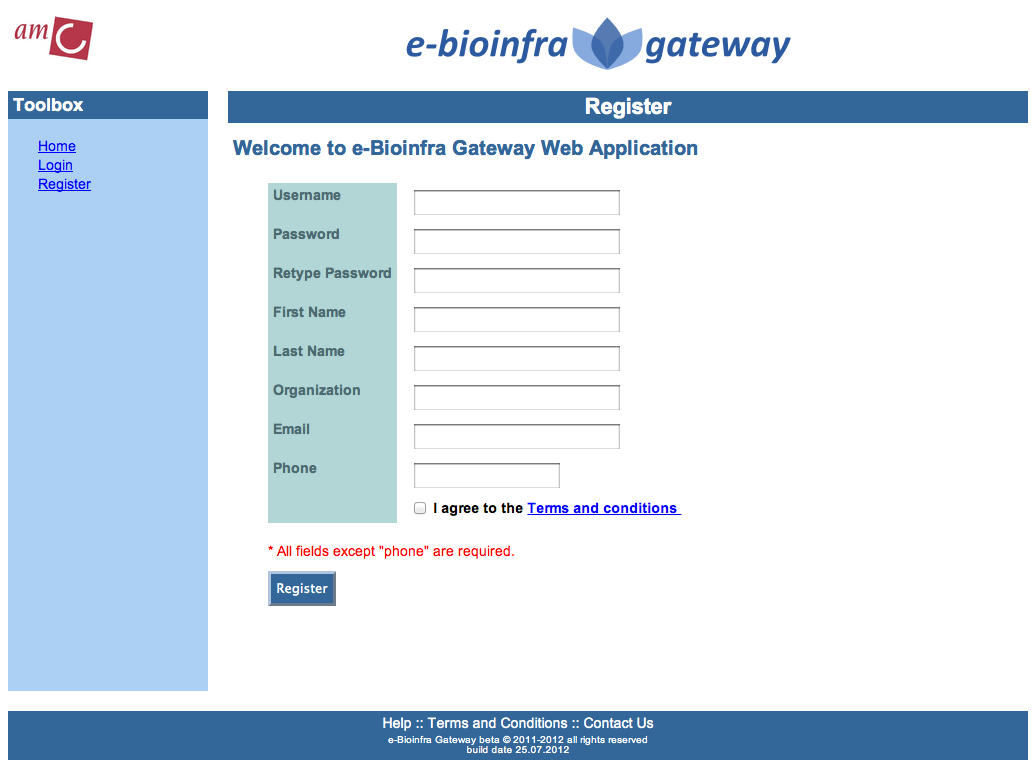 amc
e-bioinfra gateway
Toolbox
Home
Login
Register
Register
Welcome to e-Bioinfra Gateway Web Application
Username
Password
Retype Password
First Name
Last Name
Organization
Email
Phone
I agree to the Terms and conditions
* All fields except "phone" are required.
Register
Help :: Terms and Conditions :: Contact Us
e-Bioinfra Gateway beta © 2011-2012 all rights reserved
build date 25.07.2012